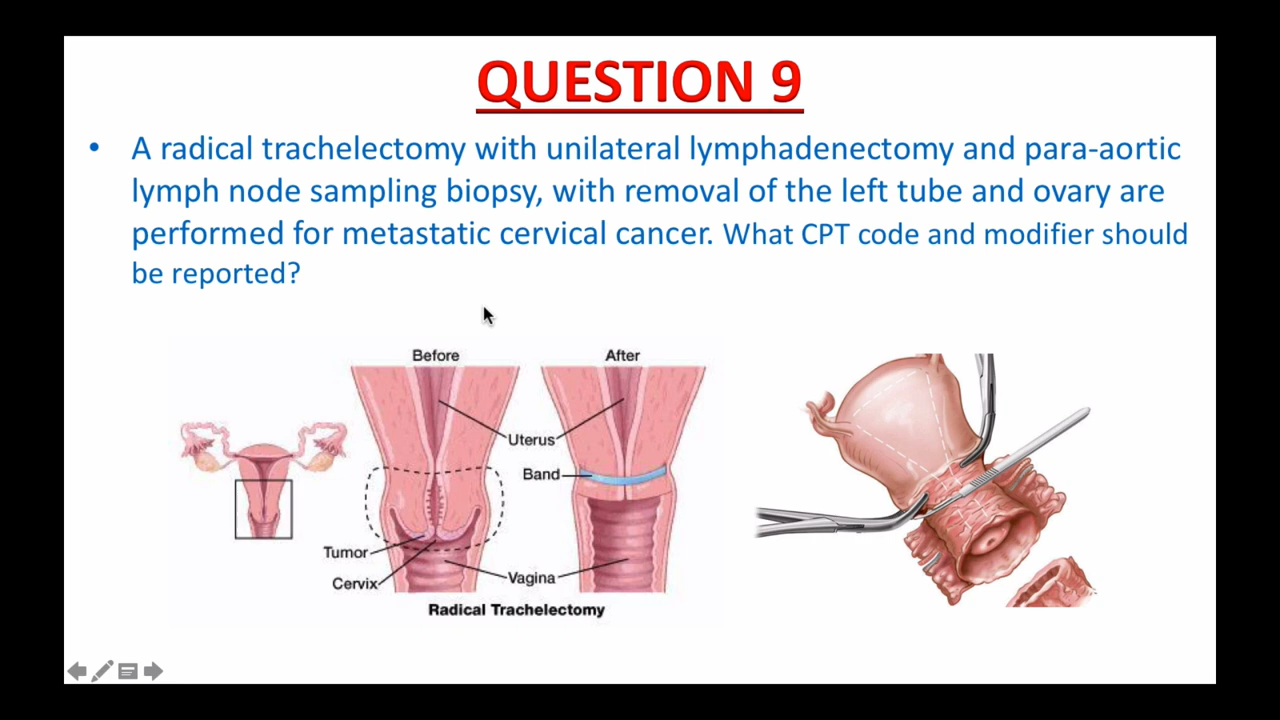 QUESTION 9
• A radical trachelectomy with unilateral lymphadenectomy and para-aortic
lymph node sampling biopsy, with removal of the left tube and ovary are
performed for metastatic cervical cancer. What CPT code and modifier should
be reported?
Before
After
Uterus
Band
Tumor
Cervix
Vagina
Radical Trachelectomy